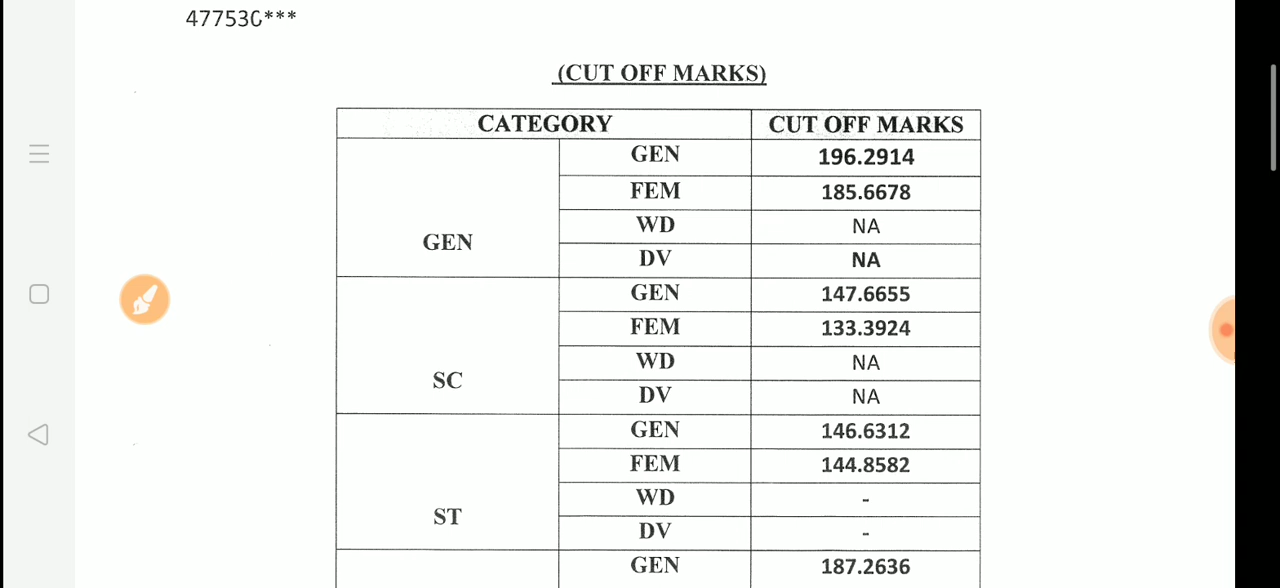 477530***
(CUT OFF MARKS)
CATEGORY CUT OFF MARKS
GEN GEN 196.2914
FEM 185.6678
WD NA
DV NA
SC GEN 147.6655
FEM 133.3924
WD NA
DV NA
ST GEN 146.6312
FEM 144.8582
WD -
DV -
GEN 187.2636